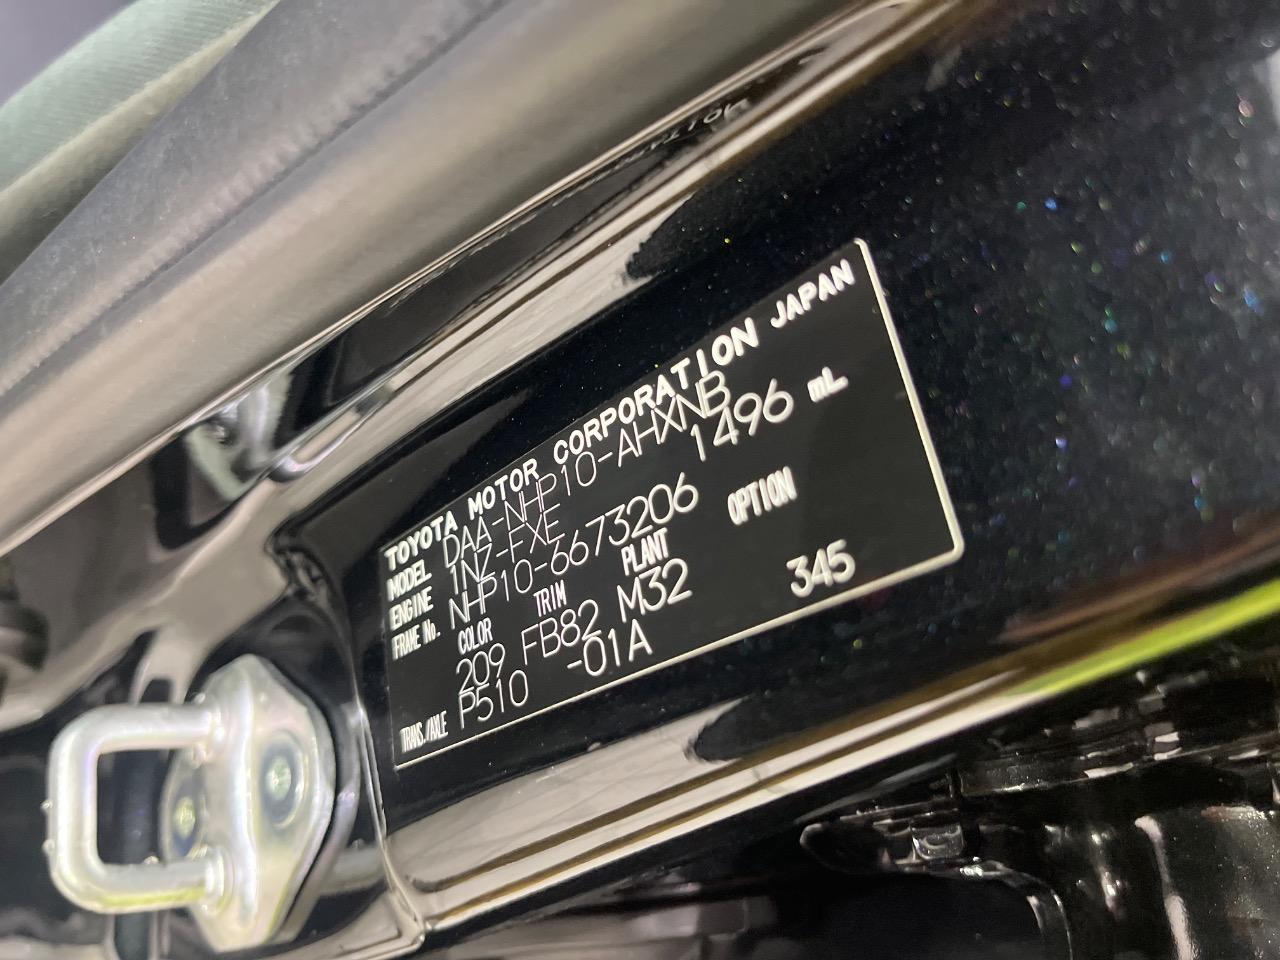 TOYOTA MOTOR CORPORATION JAPAN
MODEL DAA-NHP10-AHXNB
ENGINE 1NZ-FXE 1496 mL
FRAME No. NHP10-6673206
COLOR TRIM PLANT OPTION
209 FB82 M32 345
TRANS./AXLE P510 -01A